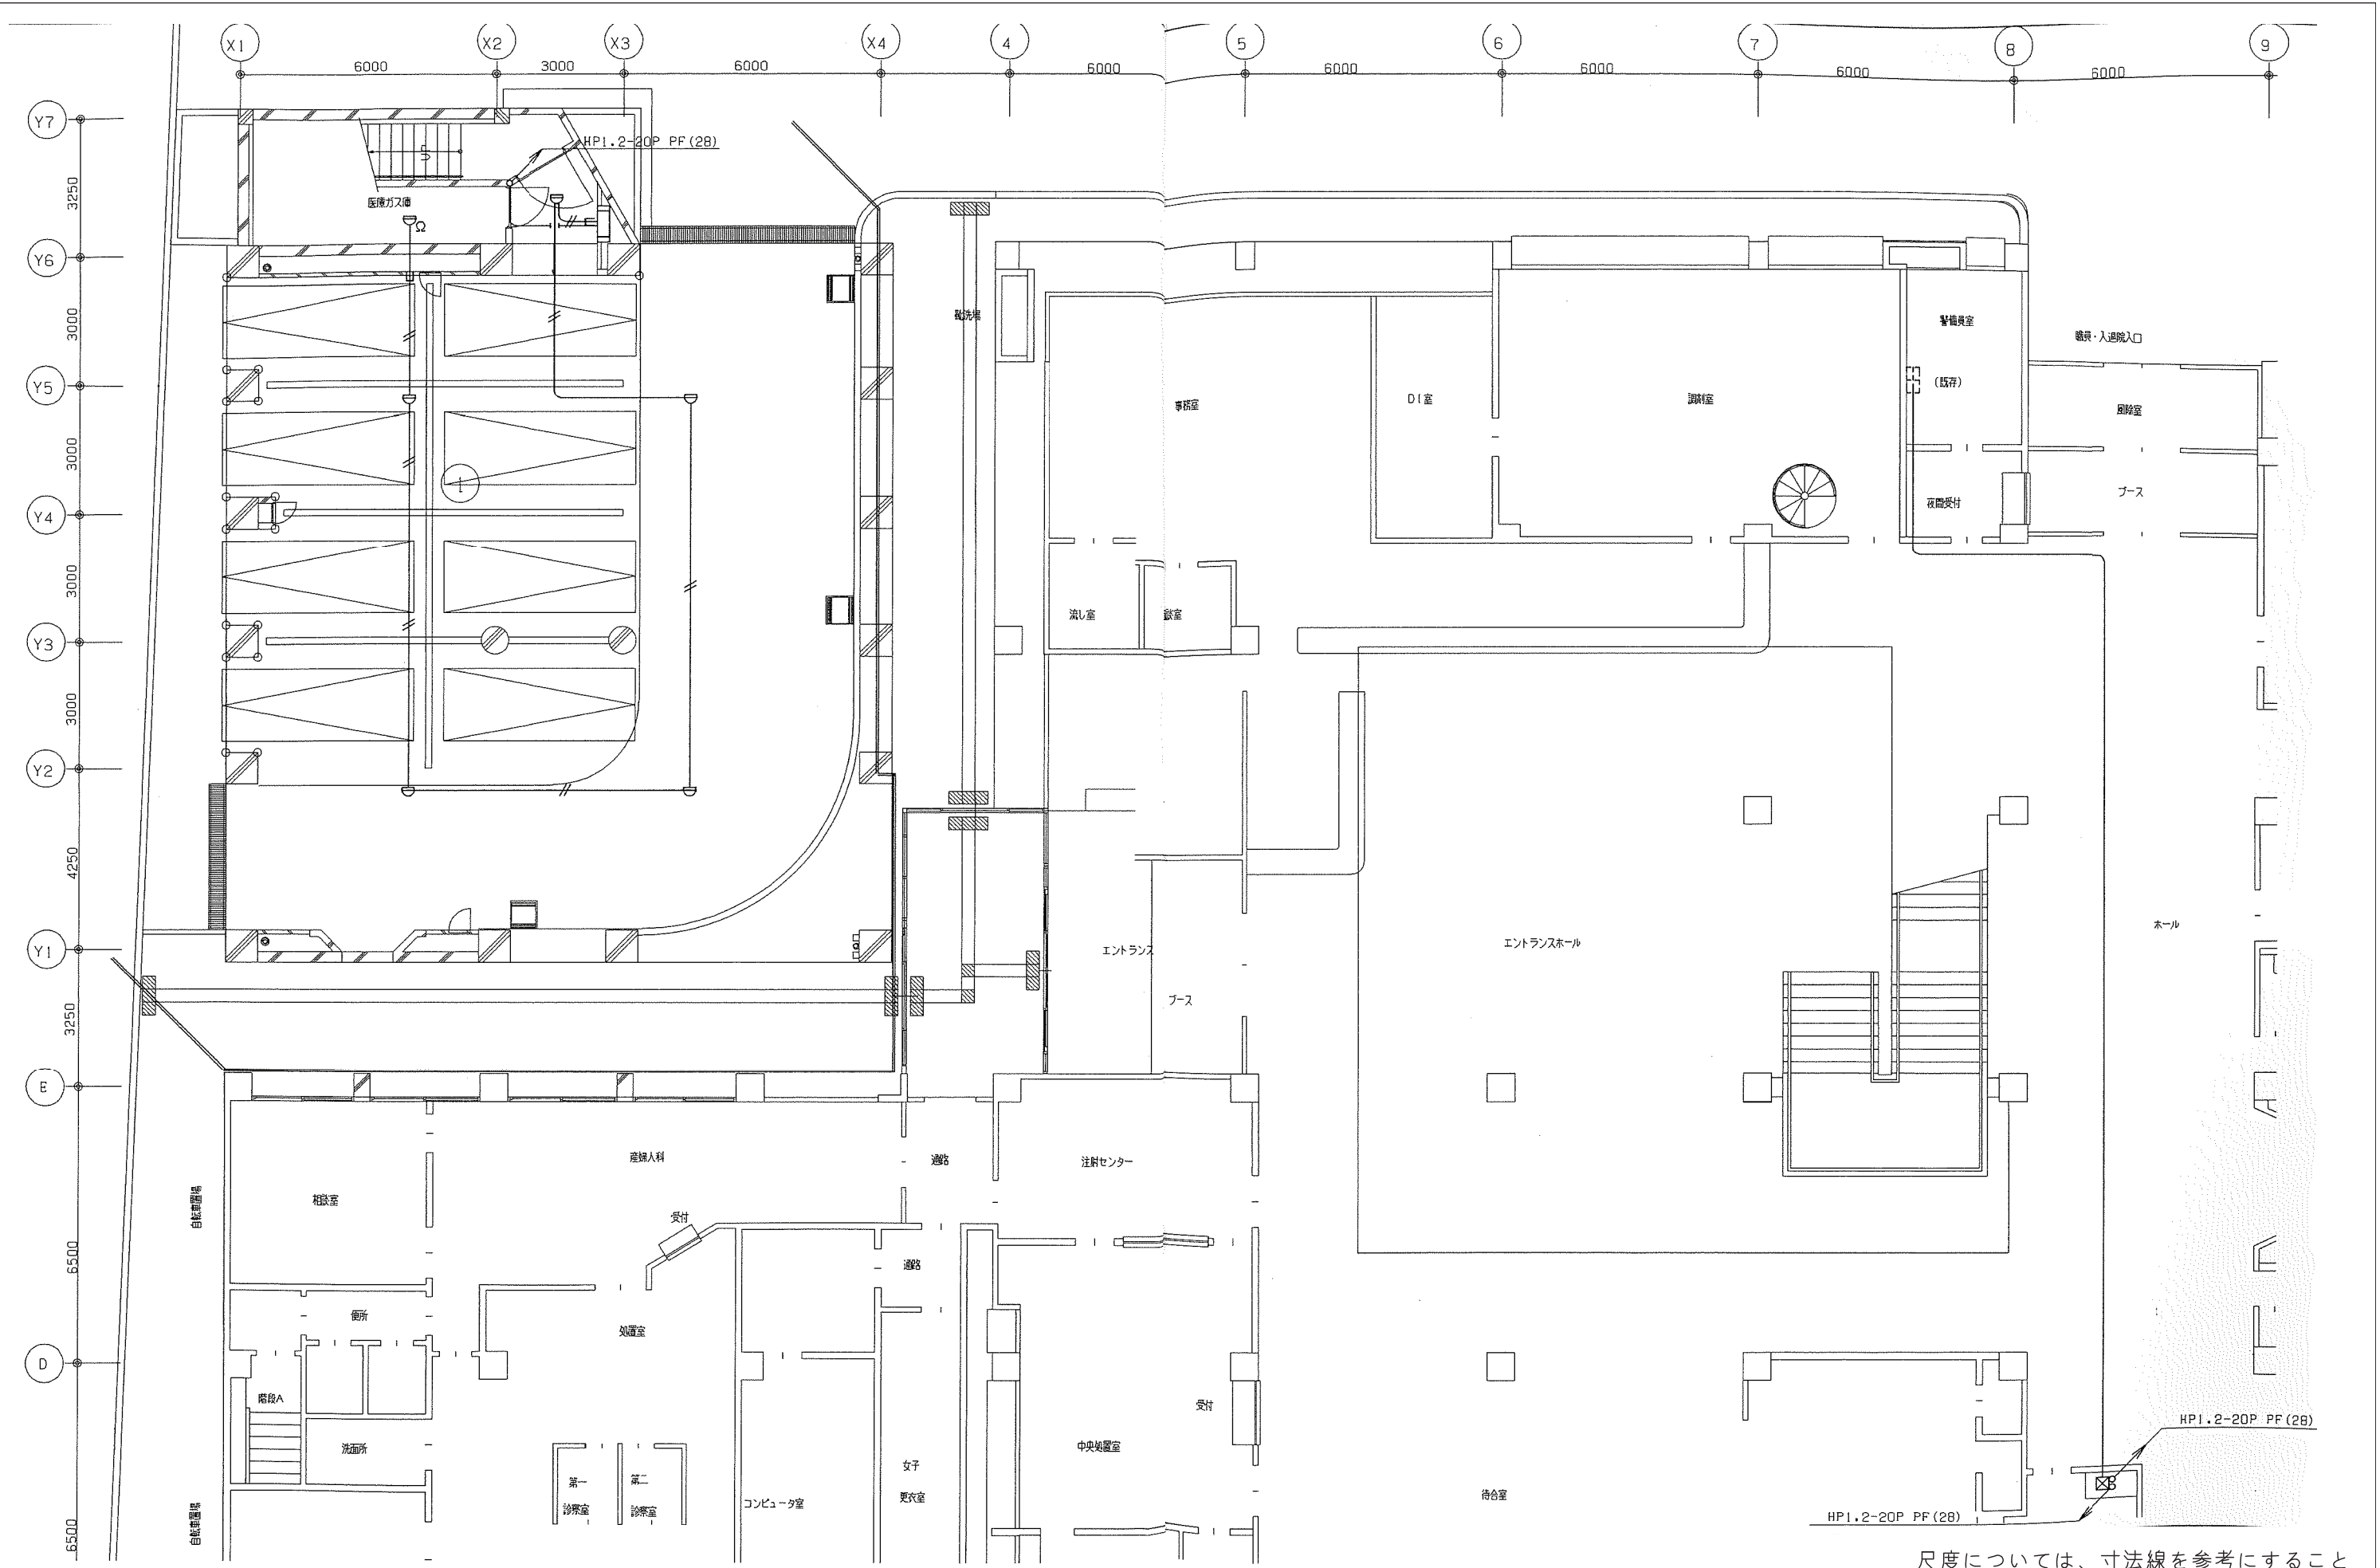 X1 X2 X3 X4 4 5 6 7 8 9
6000 3000 6000 6000 6000 6000 6000 6000
Y7
HP1.2-20P PF(28)
UP
3250
医療ガス庫
Ω
Y6
3000
靴洗場
警備員室
職員・入退院入口
Y5
(既存)
事務室
DI室
調剤室
風除室
3000
1
ブース
夜間受付
Y4
3000
流し室
談室
Y3
3000
Y2
4250
ホール
エントランスホール
エントランス
Y1
ブース
3250
E
産婦人科
通路
注射センター
自転車置場
相談室
受付
6500
通路
便所
処置室
D
階段A
受付
HP1.2-20P PF(28)
洗面所
中央処置室
女子
更衣室
第一
診察室
第二
診察室
コンピュータ室
待合室
自転車置場
HP1.2-20P PF(28)
6500
尺度については、寸法線を参考にすること